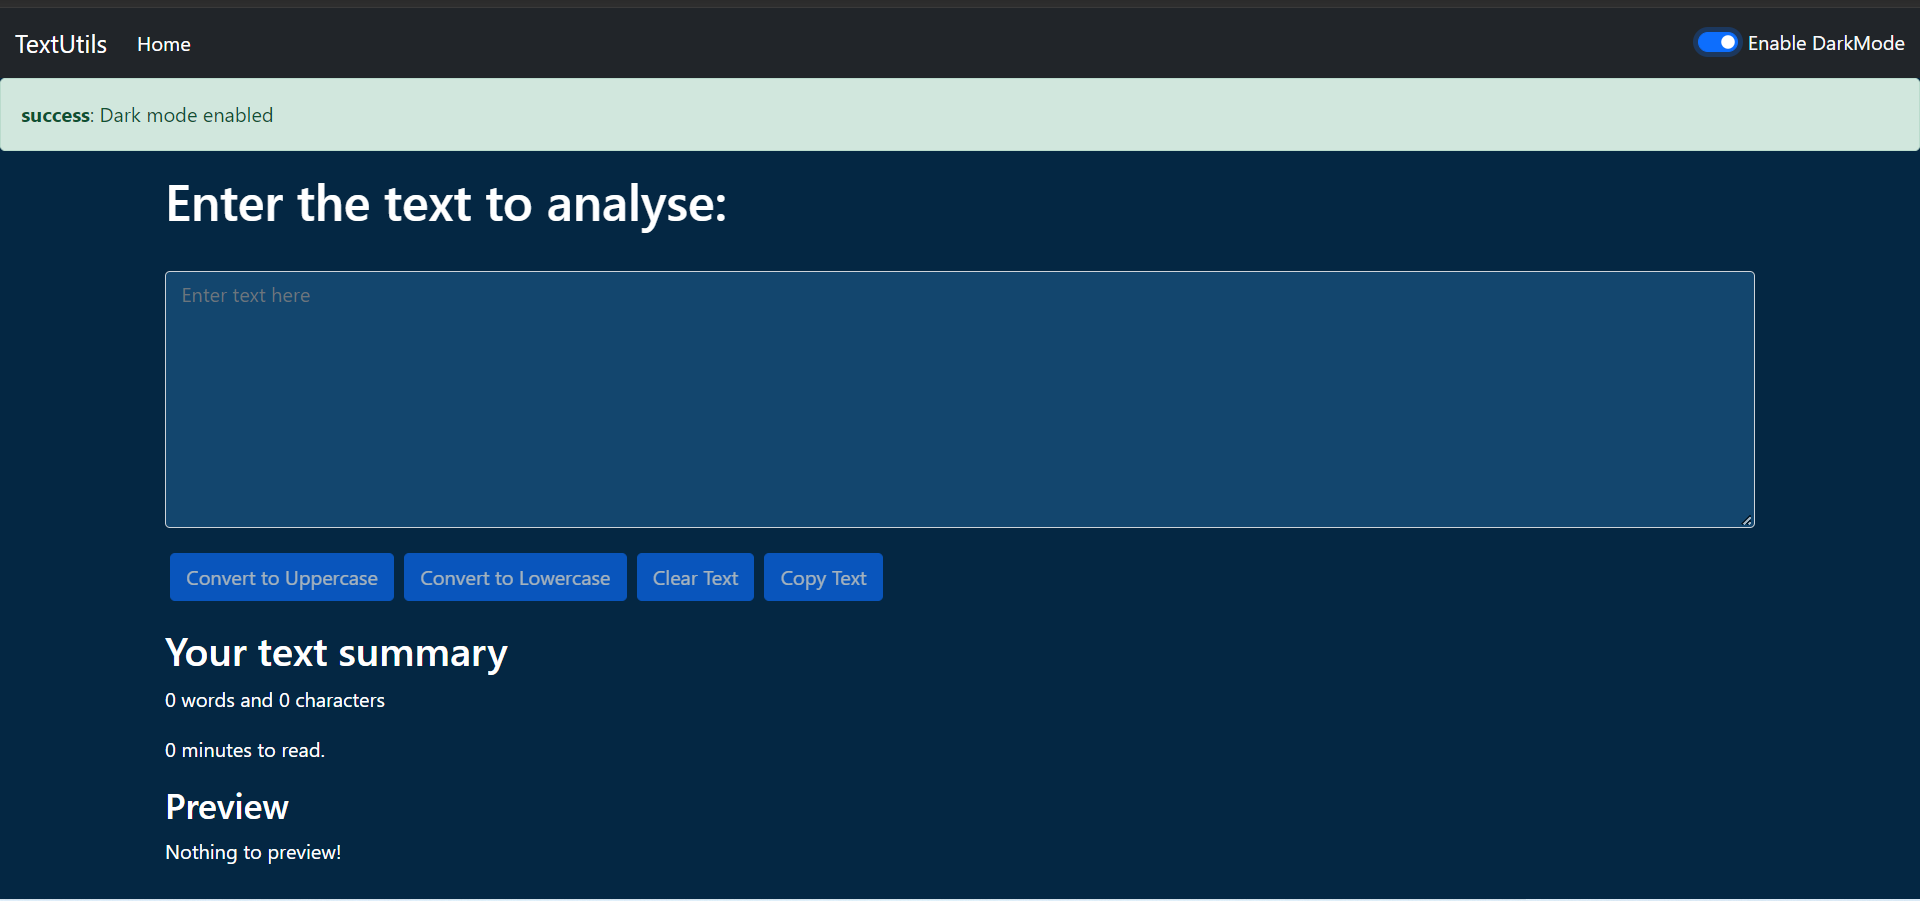 TextUtils Home Enable DarkMode
success: Dark mode enabled
Enter the text to analyse:
Enter text here
Convert to Uppercase Convert to Lowercase Clear Text Copy Text
Your text summary
0 words and 0 characters
0 minutes to read.
Preview
Nothing to preview!